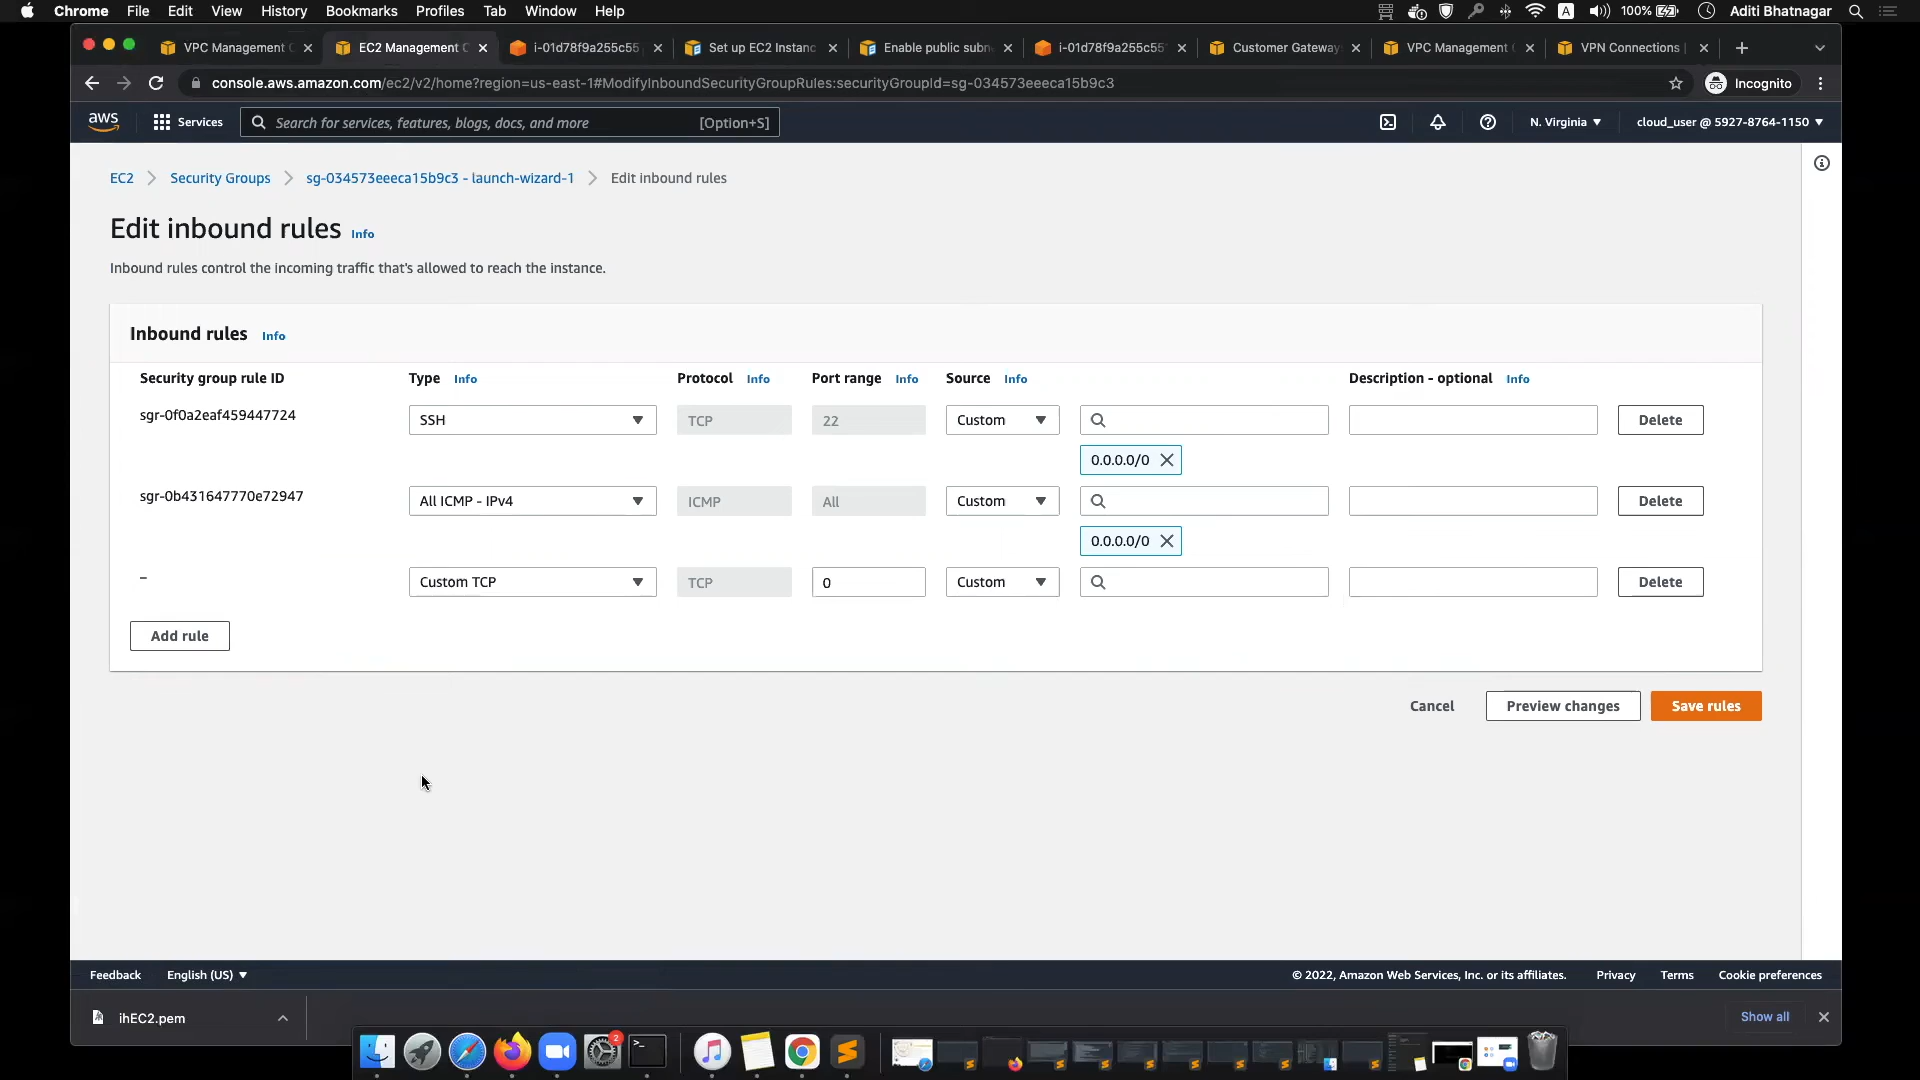 Chrome File Edit View History Bookmarks Profiles Tab Window Help A 100% Aditi Bhatnagar
VPC Management C EC2 Management C i-01d78f9a255c55 Set up EC2 Instanc Enable public subn i-01d78f9a255c55 Customer Gateway VPC Management VPN Connections |
console.aws.amazon.com/ec2/v2/home?region=us-east-1#ModifyInboundSecurityGroupRules:securityGroupId=sg-034573eeeca15b9c3 Incognito
aws Services Search for services, features, blogs, docs, and more [Option+S] N. Virginia ▼ cloud_user @ 5927-8764-1150 ▼
EC2 > Security Groups > sg-034573eeeca15b9c3 - launch-wizard-1 > Edit inbound rules
Edit inbound rules Info
Inbound rules control the incoming traffic that's allowed to reach the instance.
Inbound rules Info
Security group rule ID Type Info Protocol Info Port range Info Source Info Description - optional Info
sgr-0f0a2eaf459447724 SSH TCP 22 Custom Delete
0.0.0.0/0
sgr-0b431647770e72947 All ICMP - IPv4 ICMP All Custom Delete
0.0.0.0/0
– Custom TCP TCP 0 Custom Delete
Add rule
Cancel Preview changes Save rules
Feedback English (US) ▼ © 2022, Amazon Web Services, Inc. or its affiliates. Privacy Terms Cookie preferences
ihEC2.pem Show all
2